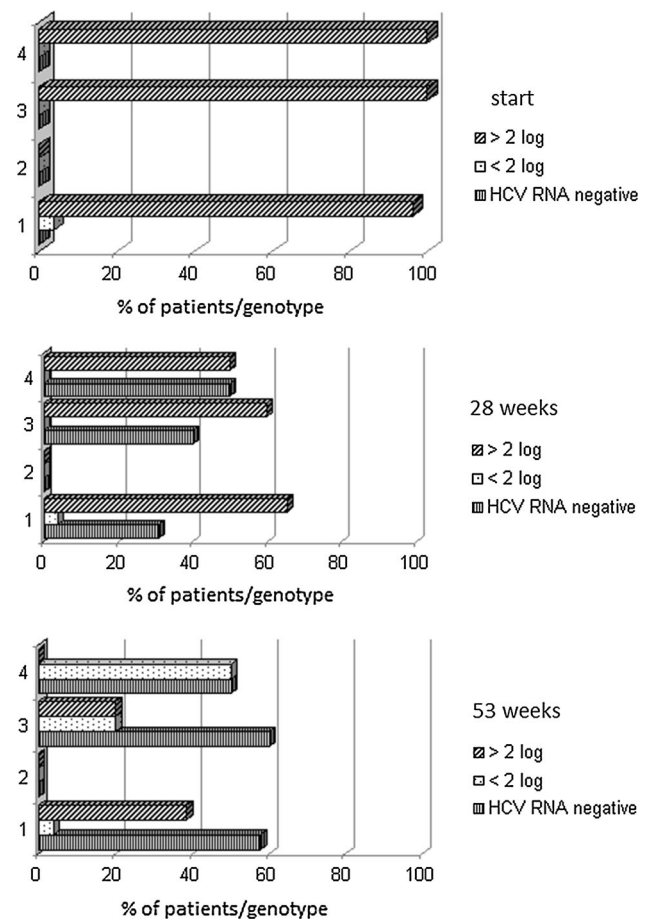 4
3
2
1
0 20 40 60 80 100
% of patients/genotype
start
> 2 log
< 2 log
HCV RNA negative
4
3
2
1
0 20 40 60 80 100
% of patients/genotype
28 weeks
> 2 log
< 2 log
HCV RNA negative
4
3
2
1
0 20 40 60 80 100
% of patients/genotype
53 weeks
> 2 log
< 2 log
HCV RNA negative